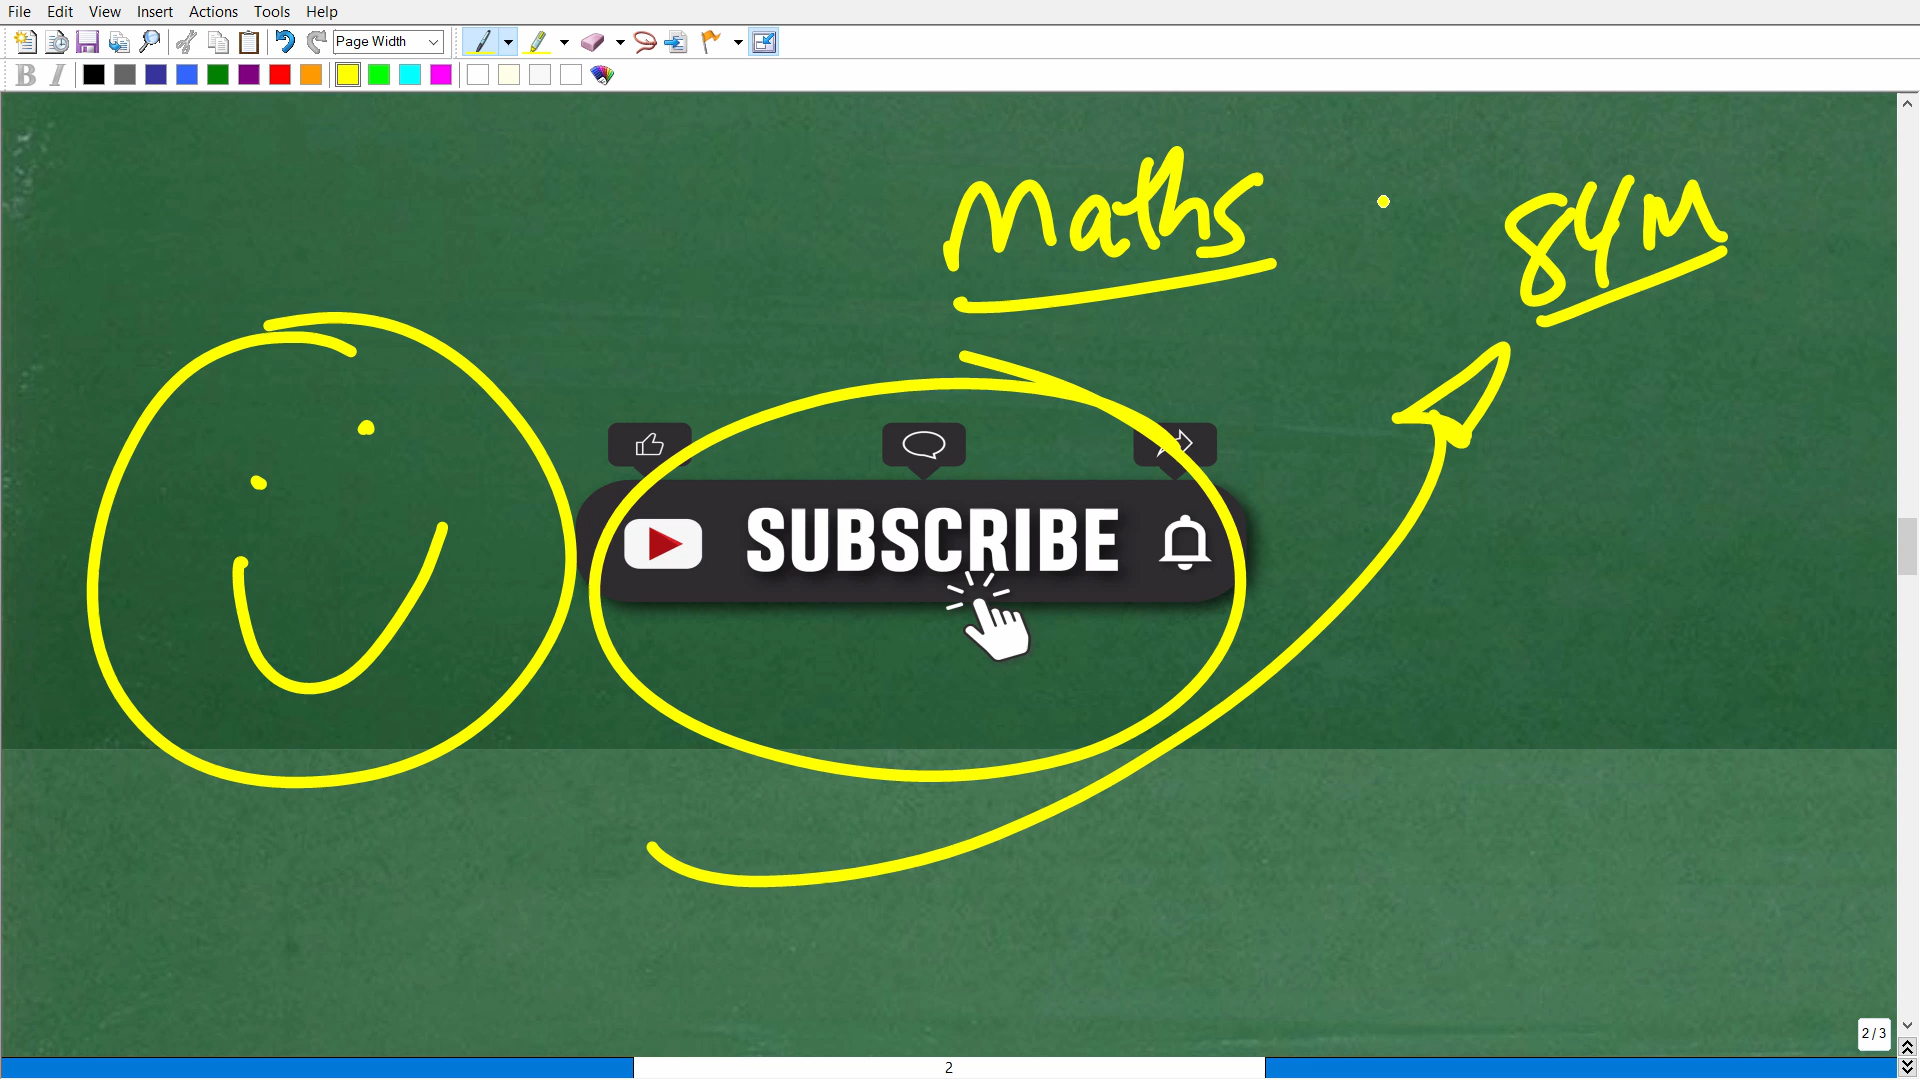 File Edit View Insert Actions Tools Help
Page Width
B I
Maths
84M
SUBSCRIBE
2 / 3
2